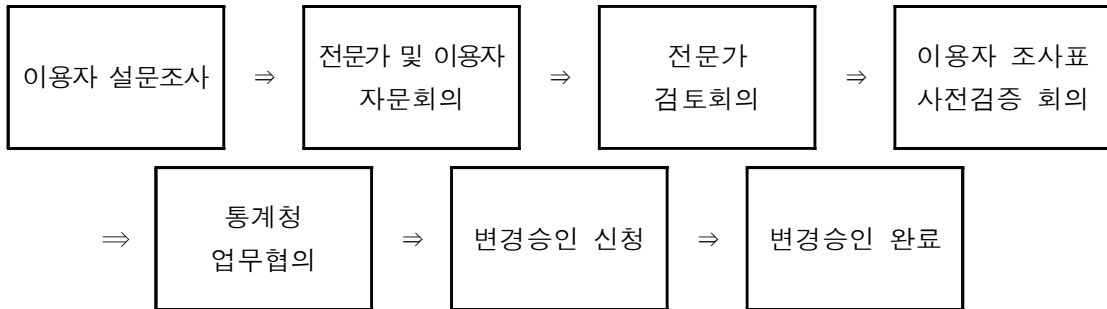 이용자 설문조사 ⇒ 전문가 및 이용자 자문회의 ⇒ 전문가 검토회의 ⇒ 이용자 조사표 사전검증 회의
⇒ 통계청 업무협의 ⇒ 변경승인 신청 ⇒ 변경승인 완료